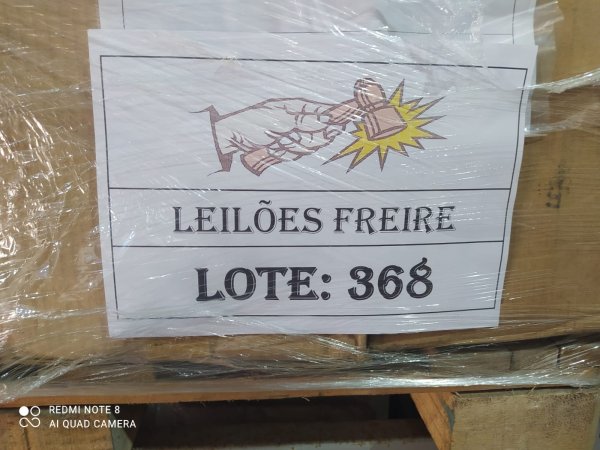 LEILÕES FREIRE
LOTE: 368
REDMI NOTE 8
AI QUAD CAMERA